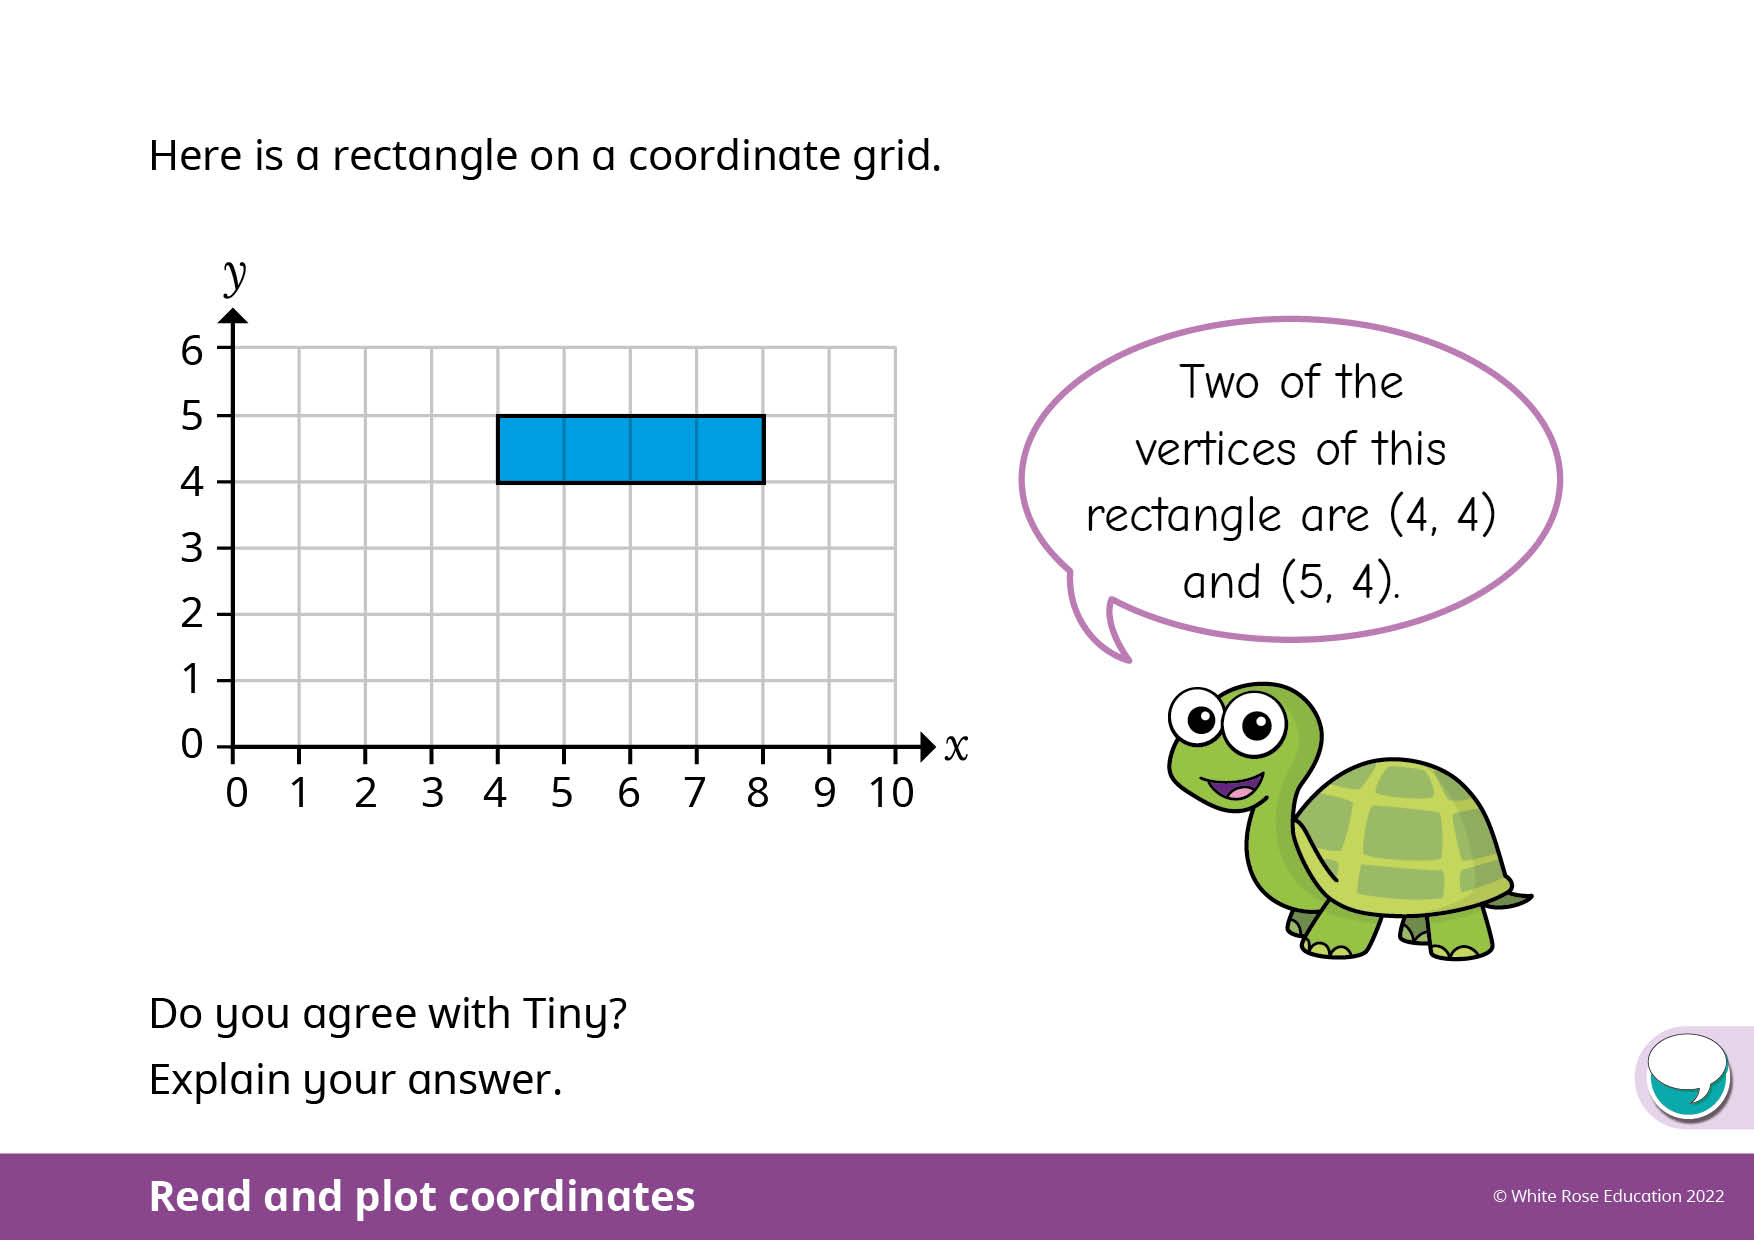 Here is a rectangle on a coordinate grid.
y
6
5
4
3
2
1
0
0 1 2 3 4 5 6 7 8 9 10
x
Two of the
vertices of this
rectangle are (4, 4)
and (5, 4).
Do you agree with Tiny?
Explain your answer.
Read and plot coordinates
© White Rose Education 2022